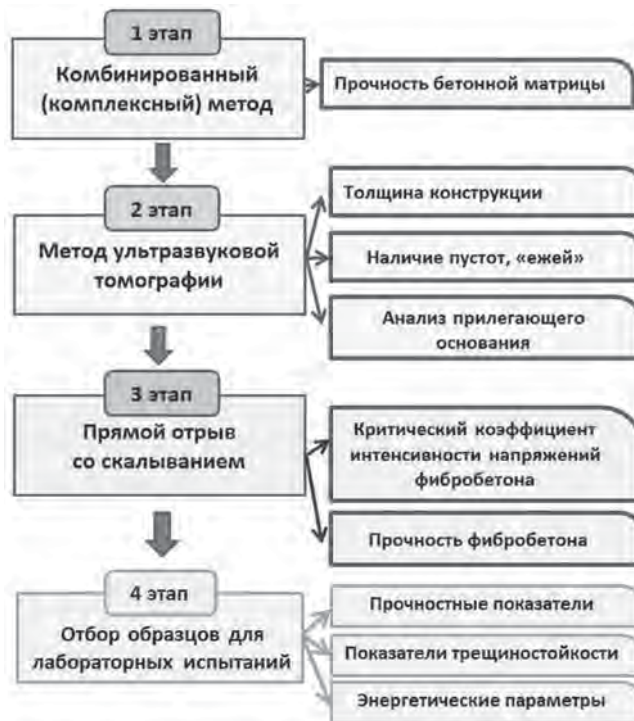 1 этап
Комбинированный
(комплексный) метод
Прочность бетонной матрицы
2 этап
Метод ультразвуковой
томографии
Толщина конструкции
Наличие пустот, «ежей»
Анализ прилегающего
основания
3 этап
Прямой отрыв
со скалыванием
Критический коэффициент
интенсивности напряжений
фибробетона
Прочность фибробетона
4 этап
Отбор образцов для
лабораторных испытаний
Прочностные показатели
Показатели трещиностойкости
Энергетические параметры